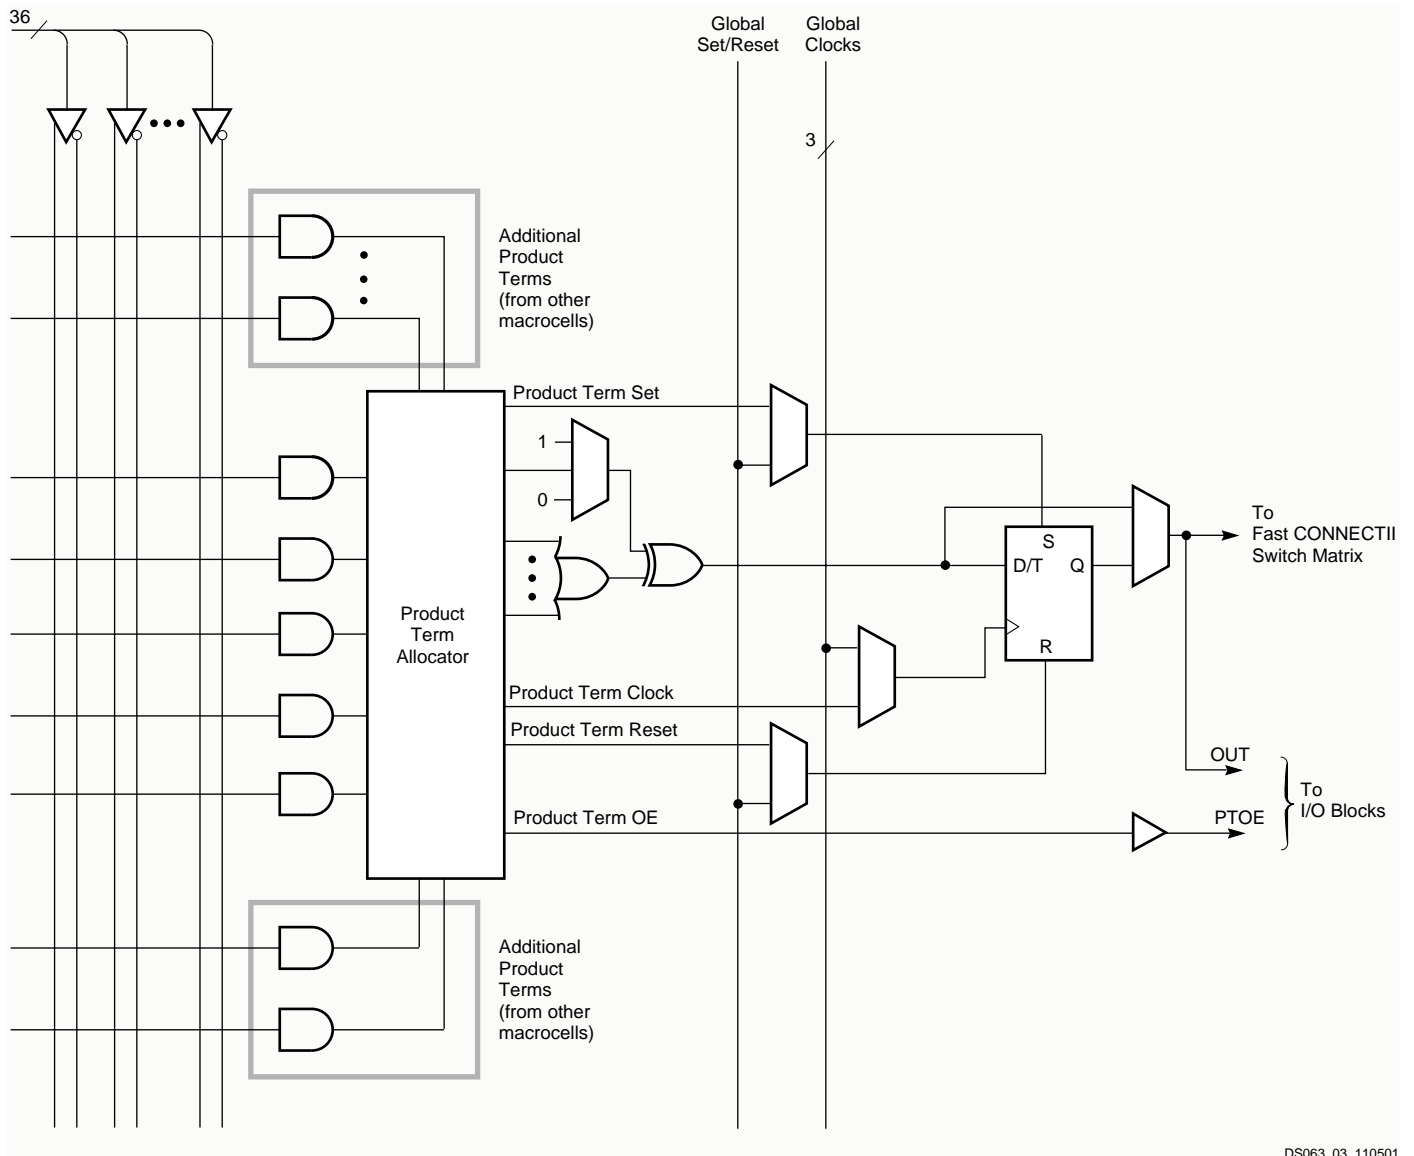 36
Global
Set/Reset
Global
Clocks
3
Additional
Product
Terms
(from other
macrocells)
Product Term Set
1
0
To
Fast CONNECTII
Switch Matrix
S
D/T
Q
R
Product
Term
Allocator
Product Term Clock
Product Term Reset
Product Term OE
OUT
PTOE
To
I/O Blocks
Additional
Product
Terms
(from other
macrocells)
DS063_03_110501